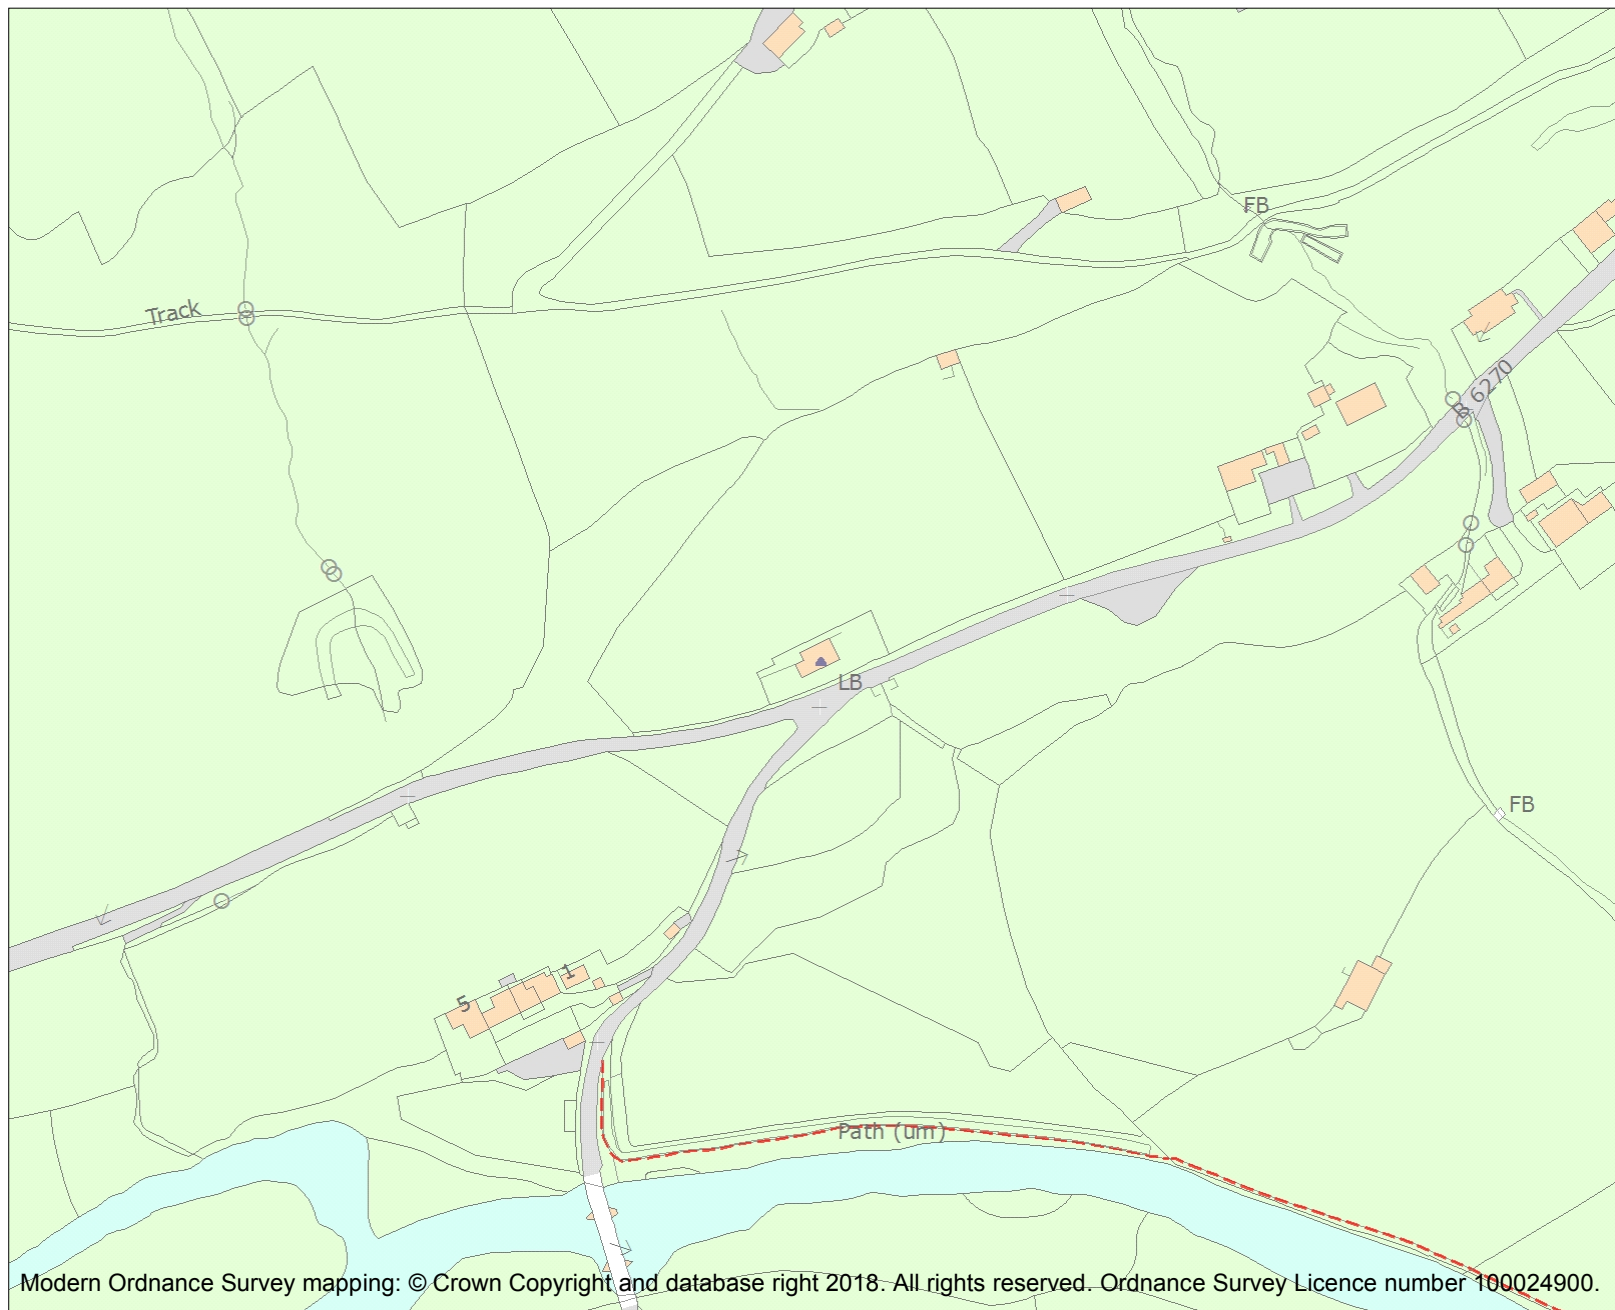 FB
Track
B 6270
LB
FB
1
5
Path (um)
Modern Ordnance Survey mapping: © Crown Copyright and database right 2018. All rights reserved. Ordnance Survey Licence number 100024900.